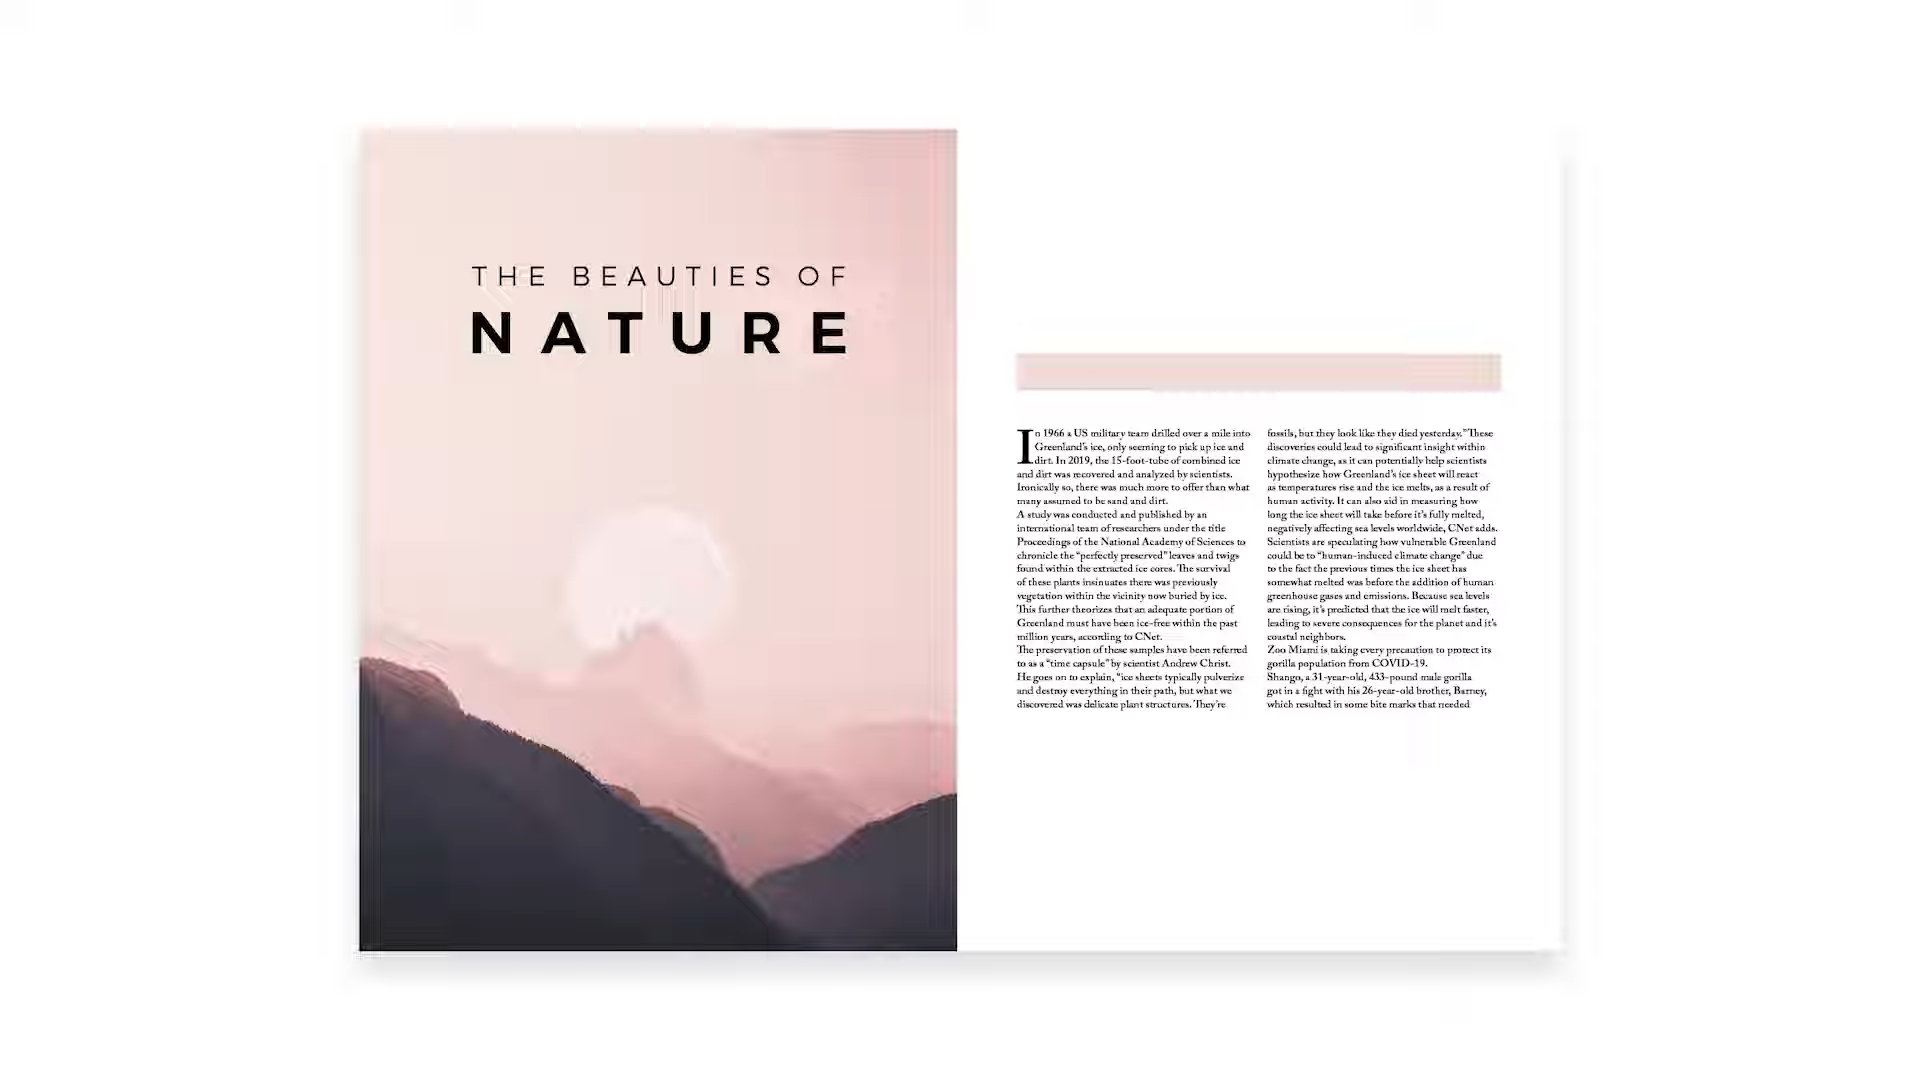 THE BEAUTIES OF
NATURE
In 1966 a US military team drilled over a mile into
Greenland's ice, only seeming to pick up ice and
dirt. In 2019, the 15-foot-tube of combined ice
and dirt was recovered and analyzed by scientists.
Ironically so, there was much more to offer than what
many assumed to be sand and dirt.
A study was conducted and published by an
international team of researchers under the title
Proceedings of the National Academy of Sciences to
chronicle the “perfectly preserved” leaves and twigs
found within the extracted ice cores. The survival
of these plants insinuates there was previously
vegetation within the vicinity now buried by ice.
This further theorizes that an adequate portion of
Greenland must have been ice-free within the past
million years, according to CNet.
The preservation of these samples have been referred
to as a “time capsule” by scientist Andrew Christ.
He goes on to explain, “ice sheets typically pulverize
and destroy everything in their path, but what we
discovered was delicate plant structures. They're
fossils, but they look like they died yesterday.” These
discoveries could lead to significant insight within
climate change, as it can potentially help scientists
hypothesize how Greenland's ice sheet will react
as temperatures rise and the ice melts, as a result of
human activity. It can also aid in measuring how
long the ice sheet will take before it's fully melted,
negatively affecting sea levels worldwide, CNet adds.
Scientists are speculating how vulnerable Greenland
could be to “human-induced climate change” due
to the fact the previous times the ice sheet has
somewhat melted was before the addition of human
greenhouse gases and emissions. Because sea levels
are rising, it's predicted that the ice will melt faster,
leading to severe consequences for the planet and it's
coastal neighbors.
Zoo Miami is taking every precaution to protect its
gorilla population from COVID-19.
Shango, a 31-year-old, 433-pound male gorilla
got in a fight with his 26-year-old brother, Barney,
which resulted in some bite marks that needed